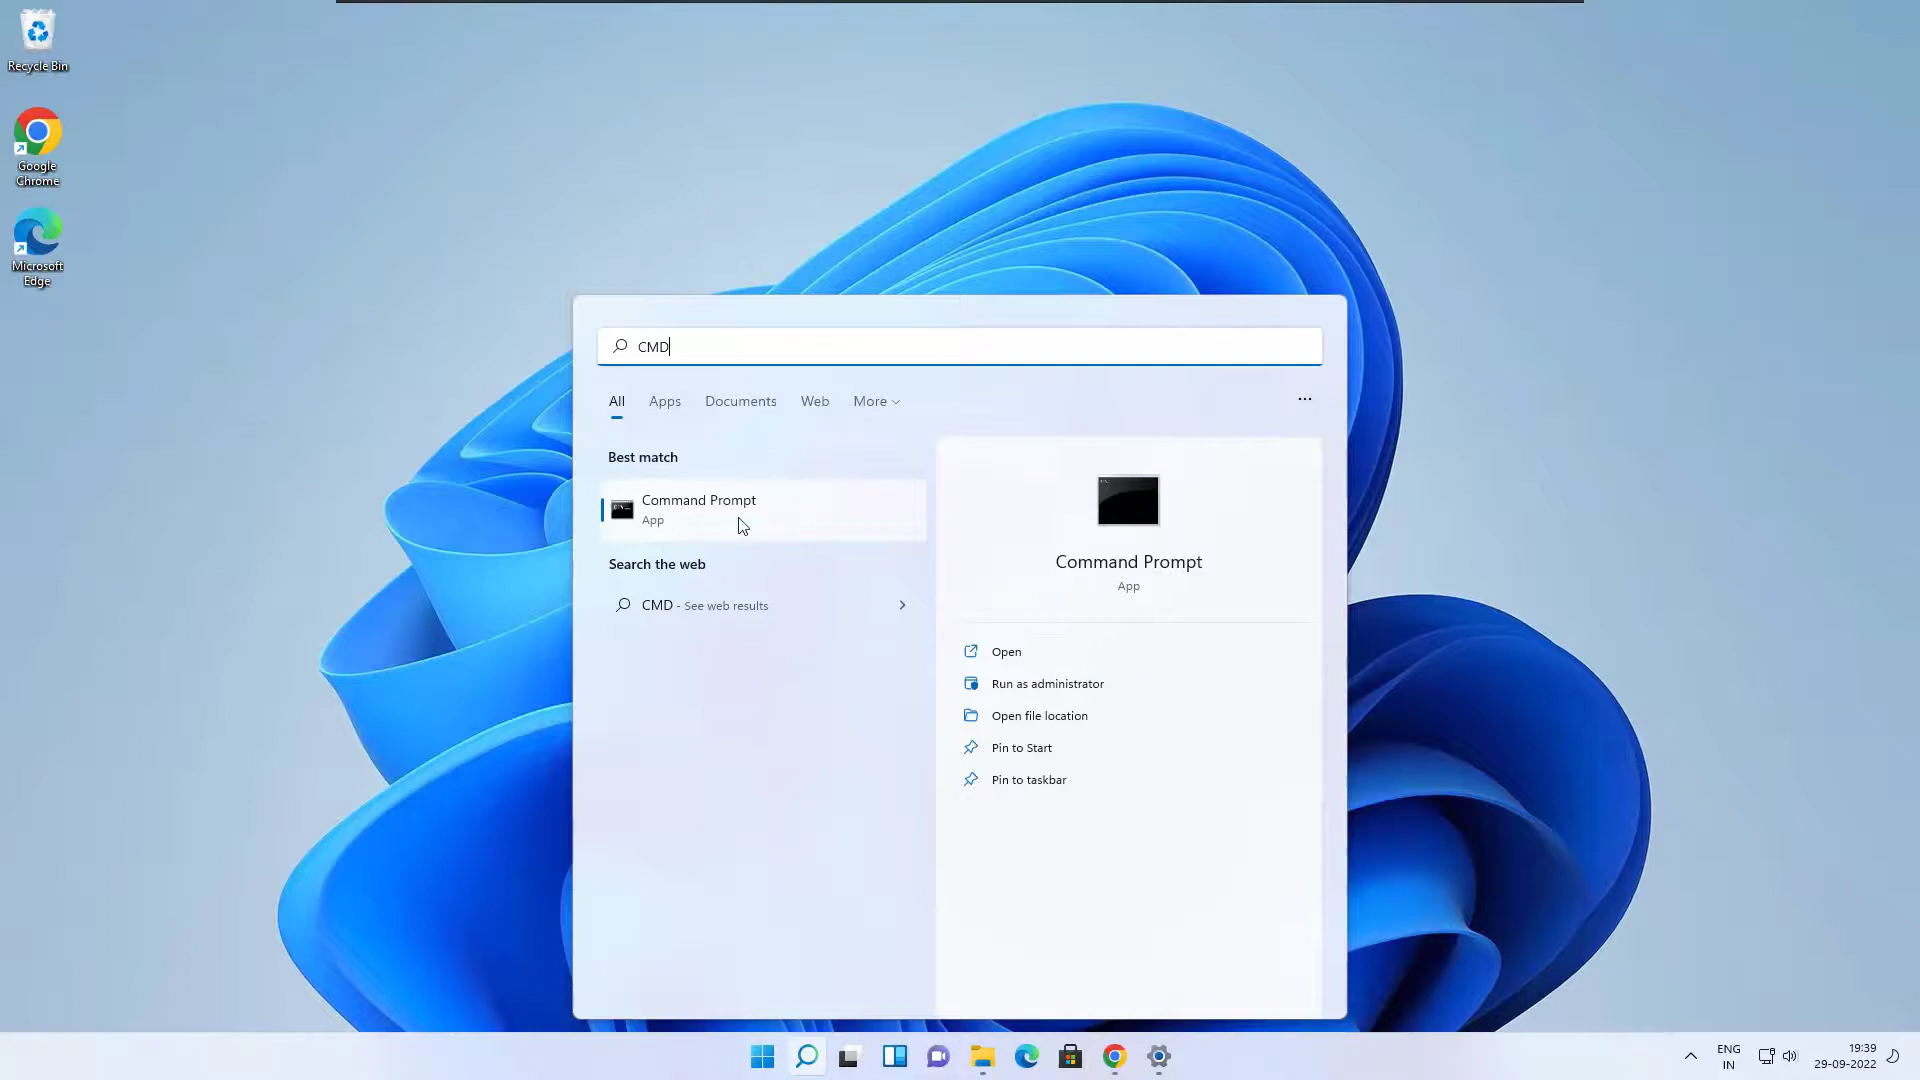 Recycle Bin
Google
Chrome
Microsoft
Edge
CMD
All
Apps
Documents
Web
More
Best match
Command Prompt
App
Search the web
CMD - See web results
Command Prompt
App
Open
Run as administrator
Open file location
Pin to Start
Pin to taskbar
ENG
IN
19:39
29-09-2022